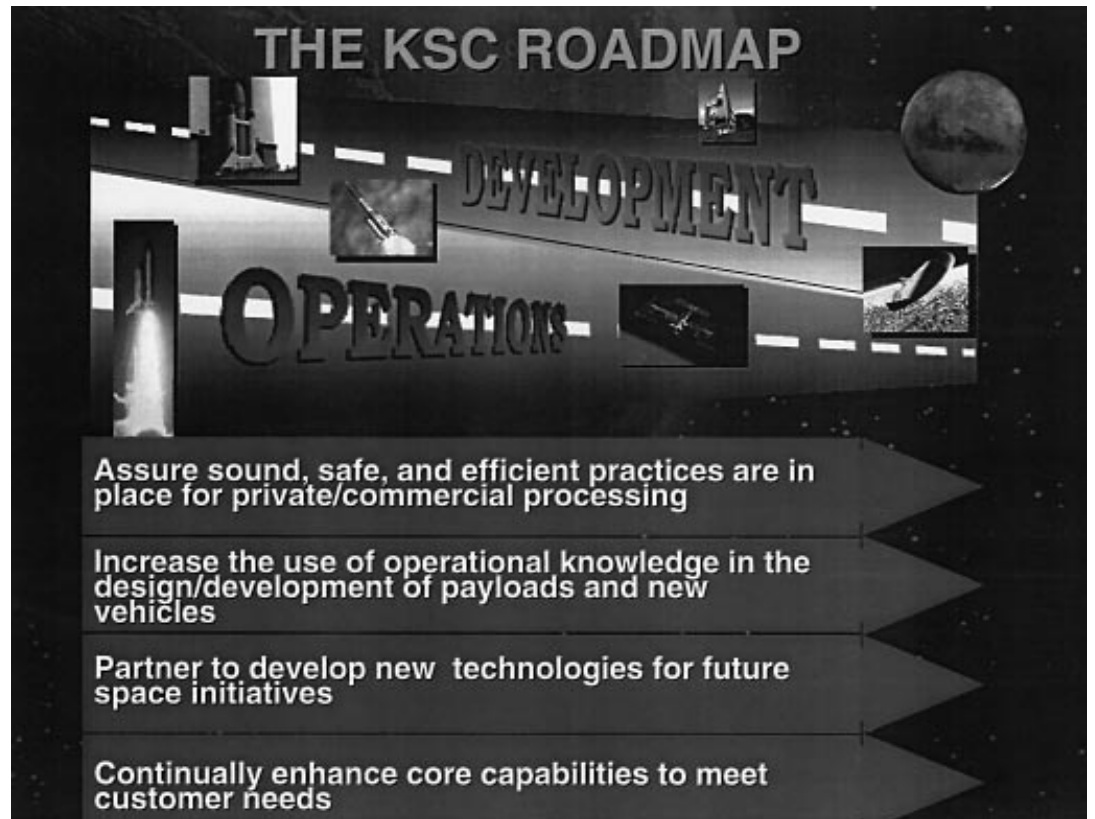 THE KSC ROADMAP
DEVELOPMENT
OPERATIONS
Assure sound, safe, and efficient practices are in
place for private/commercial processing
Increase the use of operational knowledge in the
design/development of payloads and new
vehicles
Partner to develop new  technologies for future
space initiatives
Continually enhance core capabilities to meet
customer needs